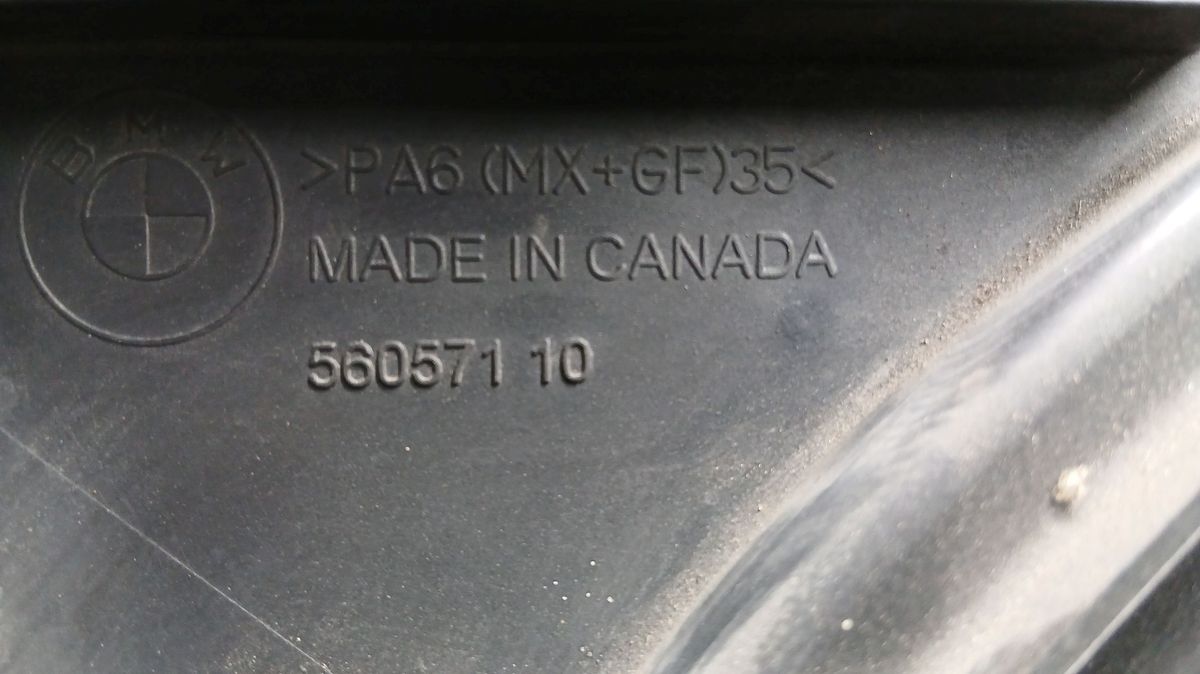 BMW
>PA6 (MX+GF)35<
MADE IN CANADA
560571 10